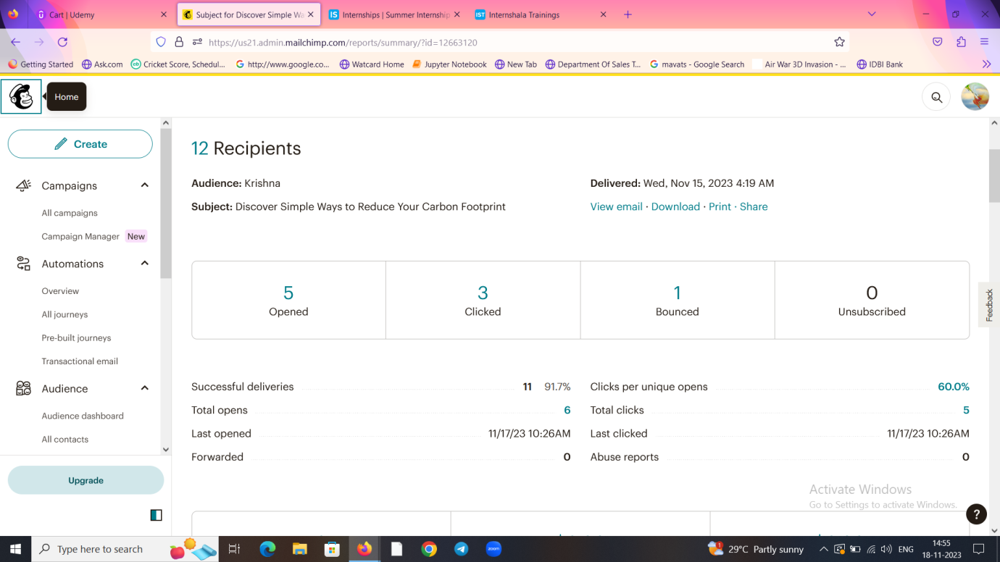 Cart | Udemy
Subject for Discover Simple Wa
Internships | Summer Internship
Internshala Trainings
https://us21.admin.mailchimp.com/reports/summary/?id=12663120
Getting Started
Ask.com
Cricket Score, Schedul...
http://www.google.co...
Watcard Home
Jupyter Notebook
New Tab
Department Of Sales T...
mavats - Google Search
Air War 3D Invasion - ...
IDBI Bank
Home
Create
Campaigns
All campaigns
Campaign Manager New
Automations
Overview
All journeys
Pre-built journeys
Transactional email
Audience
Audience dashboard
All contacts
Upgrade
12 Recipients
Audience: Krishna
Delivered: Wed, Nov 15, 2023 4:19 AM
Subject: Discover Simple Ways to Reduce Your Carbon Footprint
View email · Download · Print · Share
5
Opened
3
Clicked
1
Bounced
0
Unsubscribed
Successful deliveries 11 91.7%
Total opens 6
Last opened 11/17/23 10:26AM
Forwarded 0
Clicks per unique opens 60.0%
Total clicks 5
Last clicked 11/17/23 10:26AM
Abuse reports 0
Feedback
Activate Windows
Go to Settings to activate Windows.
?
Type here to search
zoom
1
29°C Partly sunny
ENG
14:55
18-11-2023